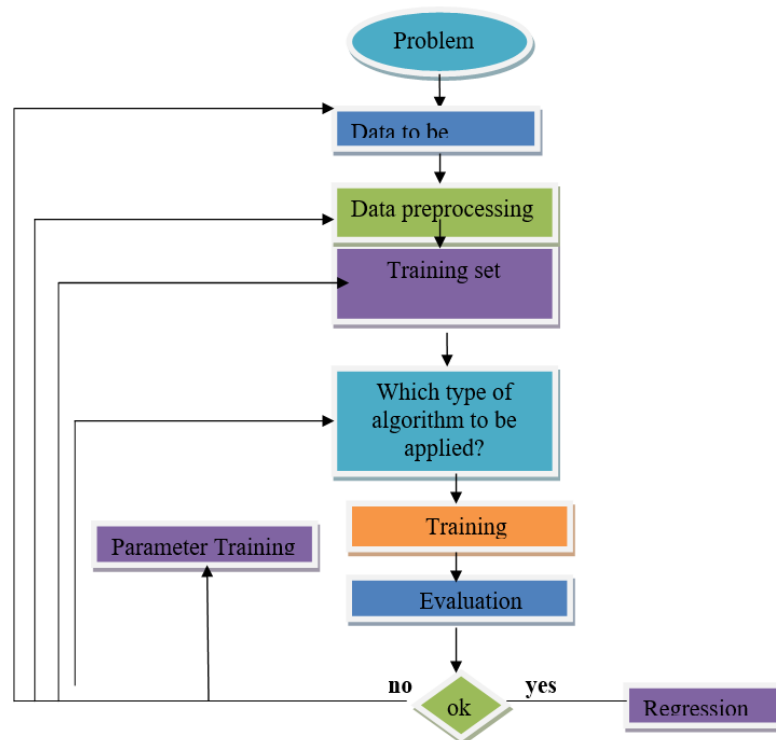 Problem
Data to be
Data preprocessing
Training set
Which type of
algorithm to be
applied?
Training
Parameter Training
Evaluation
no
yes
ok
Regression